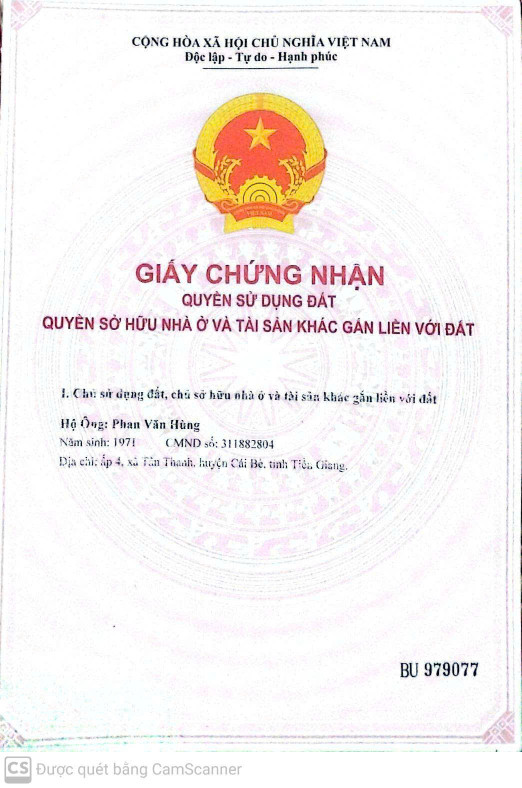 CỘNG HÒA XÃ HỘI CHỦ NGHĨA VIỆT NAM
Độc lập - Tự do - Hạnh phúc
VIỆT NAM
GIẤY CHỨNG NHẬN
QUYỀN SỬ DỤNG ĐẤT
QUYỀN SỞ HỮU NHÀ Ở VÀ TÀI SẢN KHÁC GẮN LIỀN VỚI ĐẤT
1. Chủ sử dụng đất, chủ sở hữu nhà ở và tài sản khác gắn liền với đất
Hộ Ông: Phan Văn Hùng
Năm sinh: 1971 CMND số: 311882804
Địa chỉ: ấp 4, xã Tân Thanh, huyện Cái Bè, tỉnh Tiền Giang.
BU 979077
CS Được quét bằng CamScanner